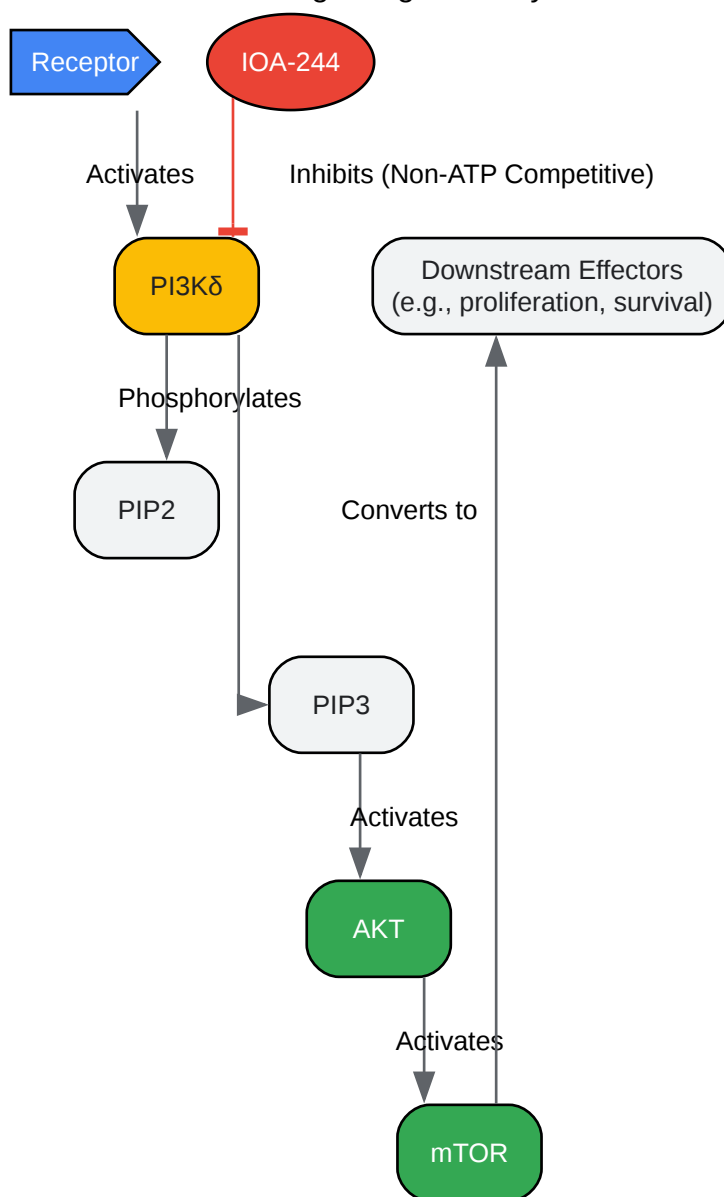 Receptor
IOA-244
Activates
Inhibits (Non-ATP Competitive)
PI3Kδ
Downstream Effectors
(e.g., proliferation, survival)
Phosphorylates
PIP2
Converts to
PIP3
Activates
AKT
Activates
mTOR